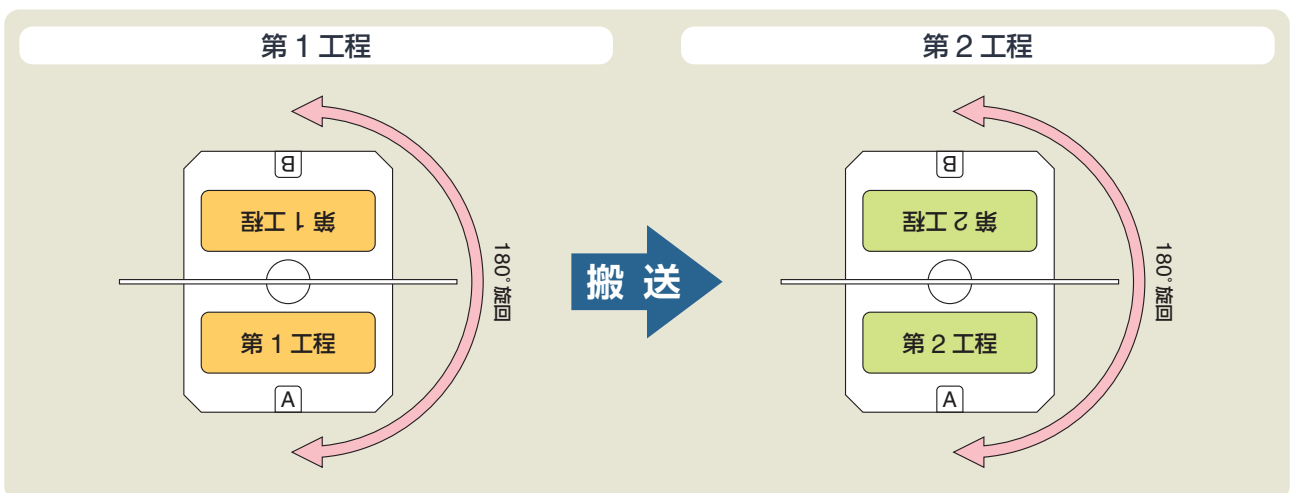 第 1 工程
第 2 工程
B
第 1 工程
第 1 工程
A
180°旋回
搬 送
B
第 2 工程
第 2 工程
A
180°旋回